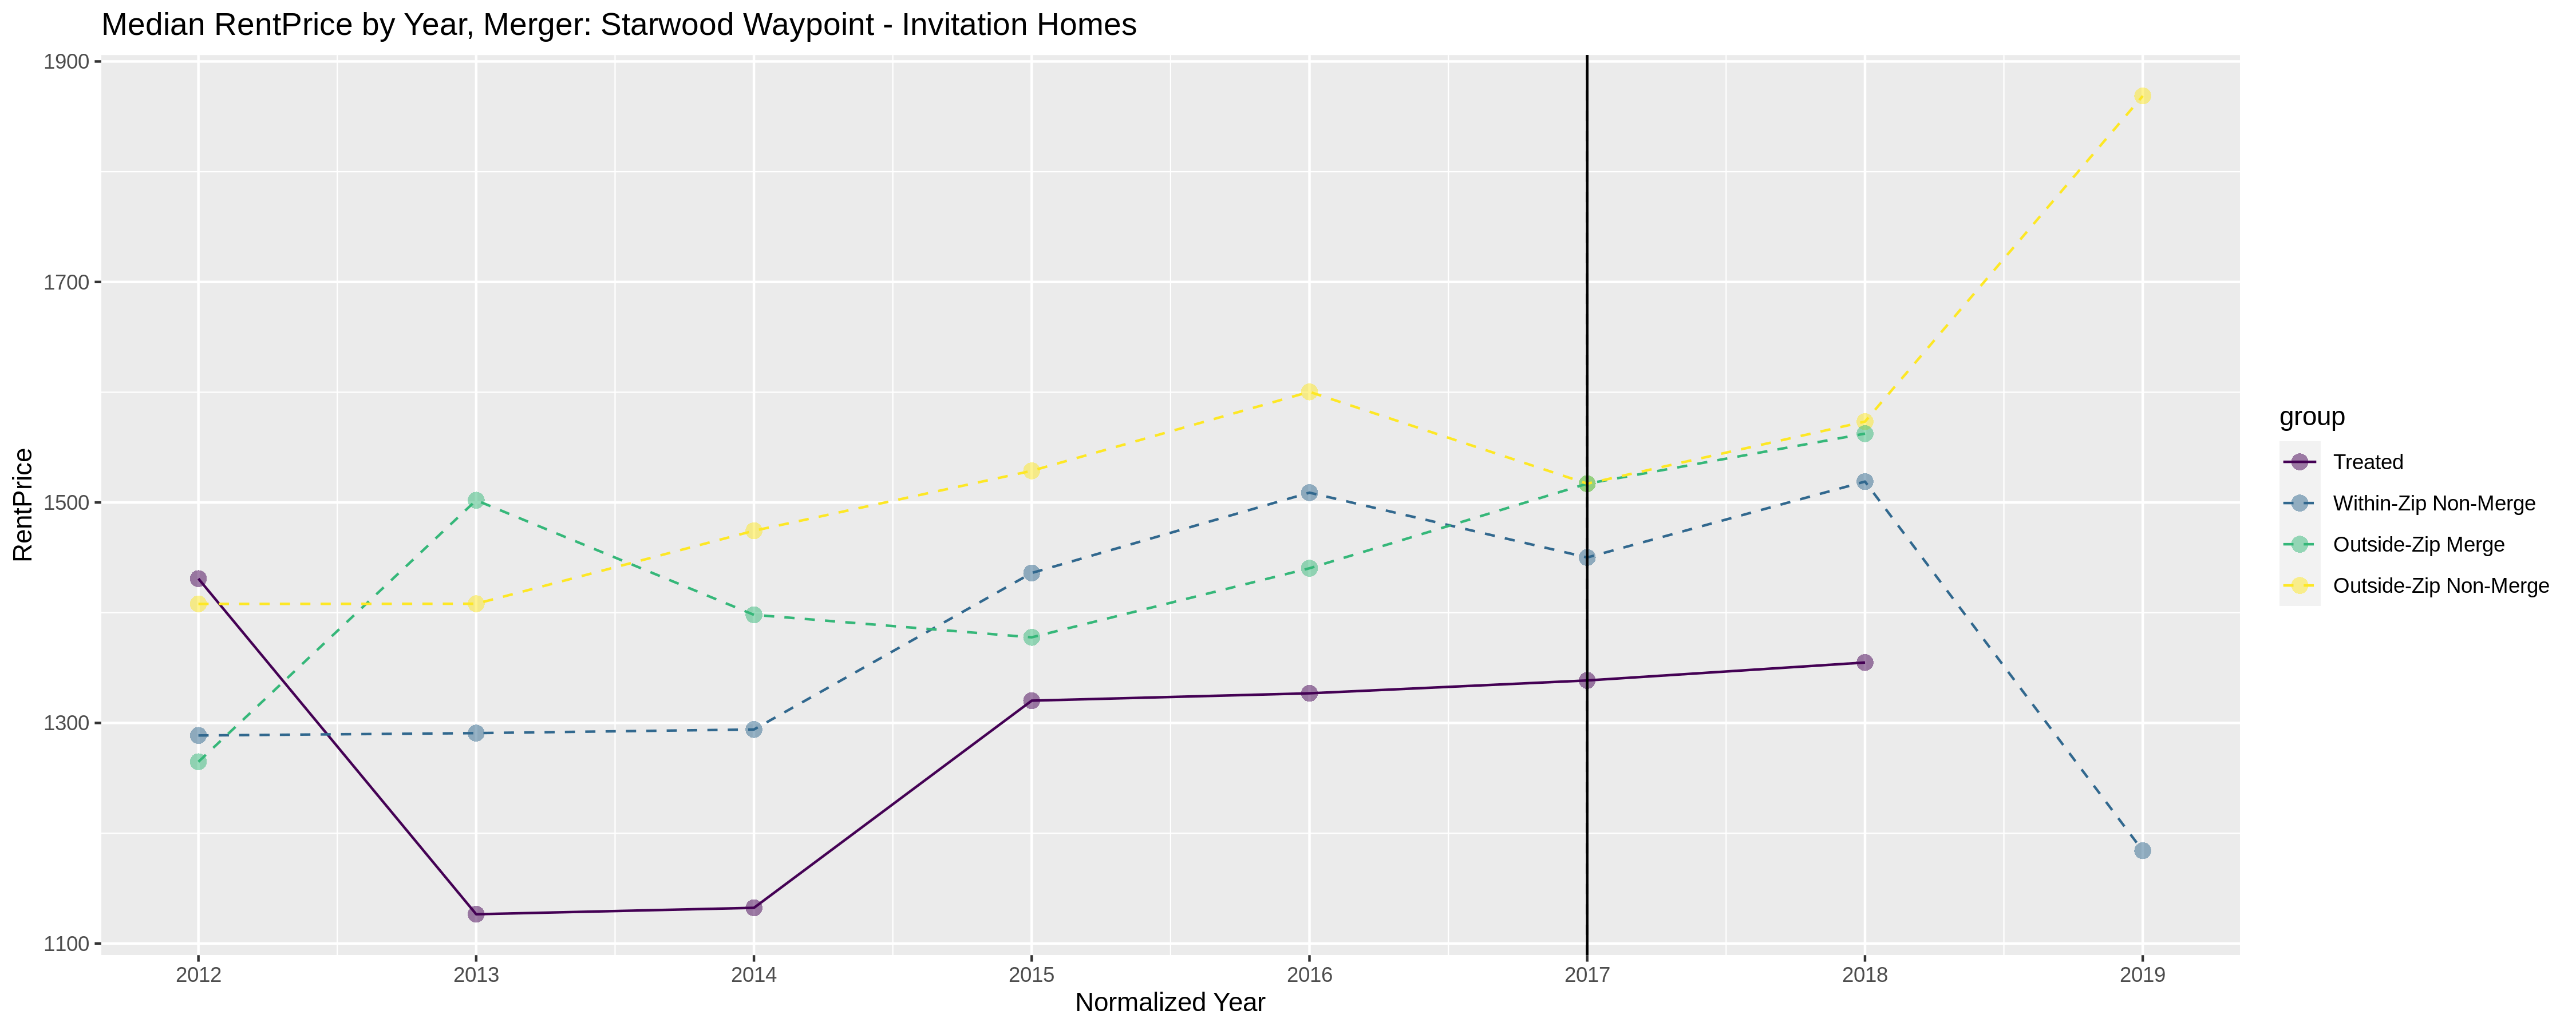 Median RentPrice by Year, Merger: Starwood Waypoint - Invitation Homes
RentPrice
1900
1700
1500
1300
1100
2012 2013 2014 2015 2016 2017 2018 2019
Normalized Year
group
Treated
Within-Zip Non-Merge
Outside-Zip Merge
Outside-Zip Non-Merge